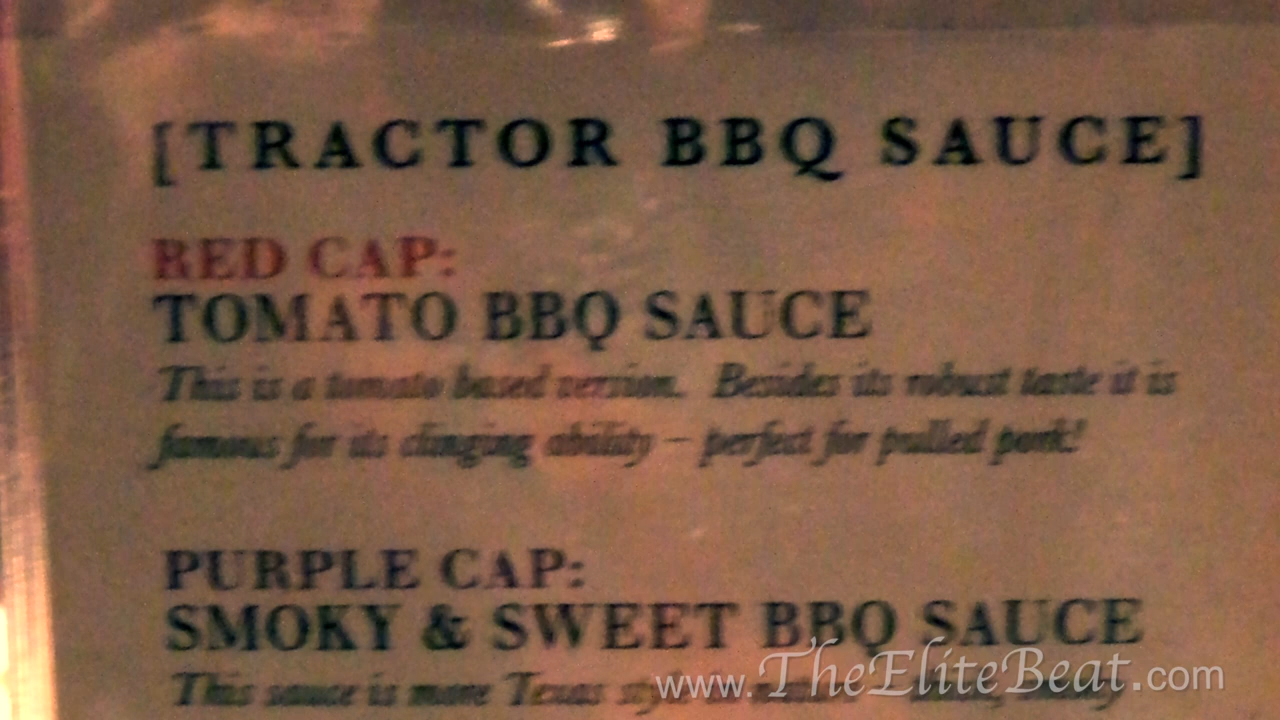 [TRACTOR BBQ SAUCE]
RED CAP:
TOMATO BBQ SAUCE
This is a tomato based version. Besides its robust taste it is
famous for its clinging ability – perfect for pulled pork!
PURPLE CAP:
SMOKY & SWEET BBQ SAUCE
This sauce is more Texas style in
www.TheEliteBeat.com